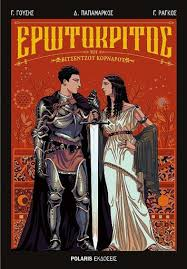 Γ. ΓΟΥΣΗΣ Δ. ΠΑΠΑΜΑΡΚΟΣ Γ. ΡΑΓΚΟΣ
ΕΡΩΤΟΚΡΙΤΟΣ
ΤΟΥ
ΒΙΤΣΕΝΤΖΟΥ ΚΟΡΝΑΡΟΥ
POLARIS ΕΚΔΟΣΕΙΣ